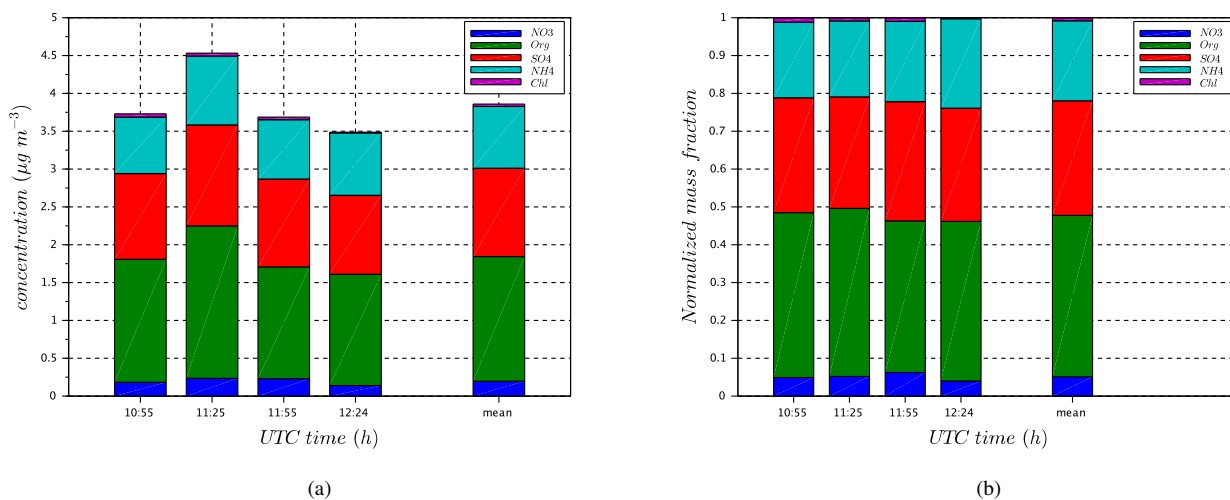 5
4.5
4
3.5
3
2.5
2
1.5
1
0.5
0
concentration (μg m⁻³)
NO3
Org
SO4
NH4
Chl
10:55 11:25 11:55 12:24 mean
UTC time (h)
(a)
1
0.9
0.8
0.7
0.6
0.5
0.4
0.3
0.2
0.1
0
Normalized mass fraction
NO3
Org
SO4
NH4
Chl
10:55 11:25 11:55 12:24 mean
UTC time (h)
(b)